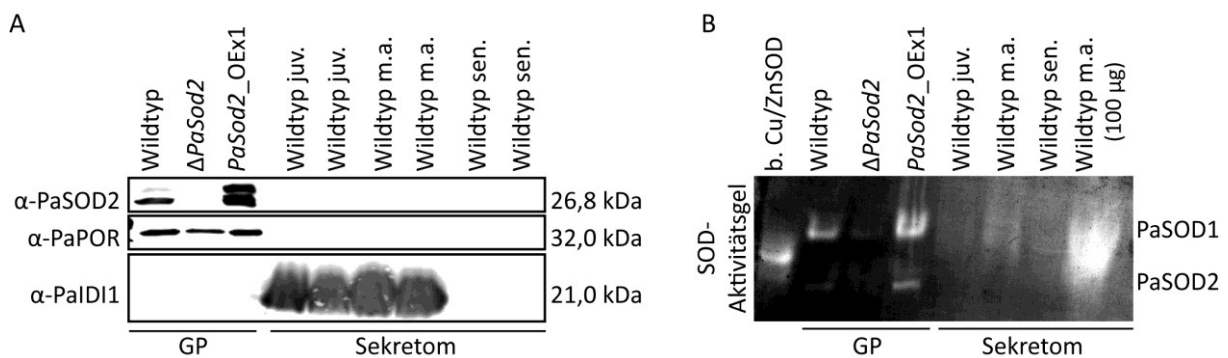 A
Wildtyp
ΔPaSod2
PaSod2_OEx1
Wildtyp juv.
Wildtyp juv.
Wildtyp m.a.
Wildtyp m.a.
Wildtyp sen.
Wildtyp sen.
α-PaSOD2
26,8 kDa
α-PaPOR
32,0 kDa
α-PaIDI1
21,0 kDa
GP
Sekretom
B
b. Cu/ZnSOD
Wildtyp
ΔPaSod2
PaSod2_OEx1
Wildtyp juv.
Wildtyp m.a.
Wildtyp sen.
Wildtyp m.a.
(100 µg)
SOD-
Aktivitätsgel
PaSOD1
PaSOD2
GP
Sekretom